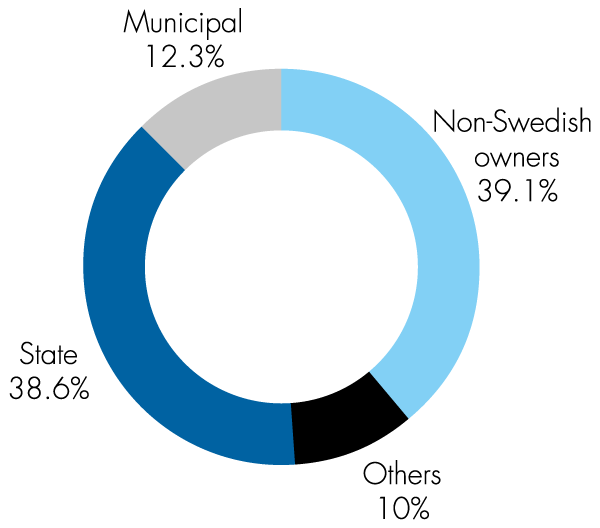 Municipal
12.3%
Non-Swedish
owners
39.1%
State
38.6%
Others
10%